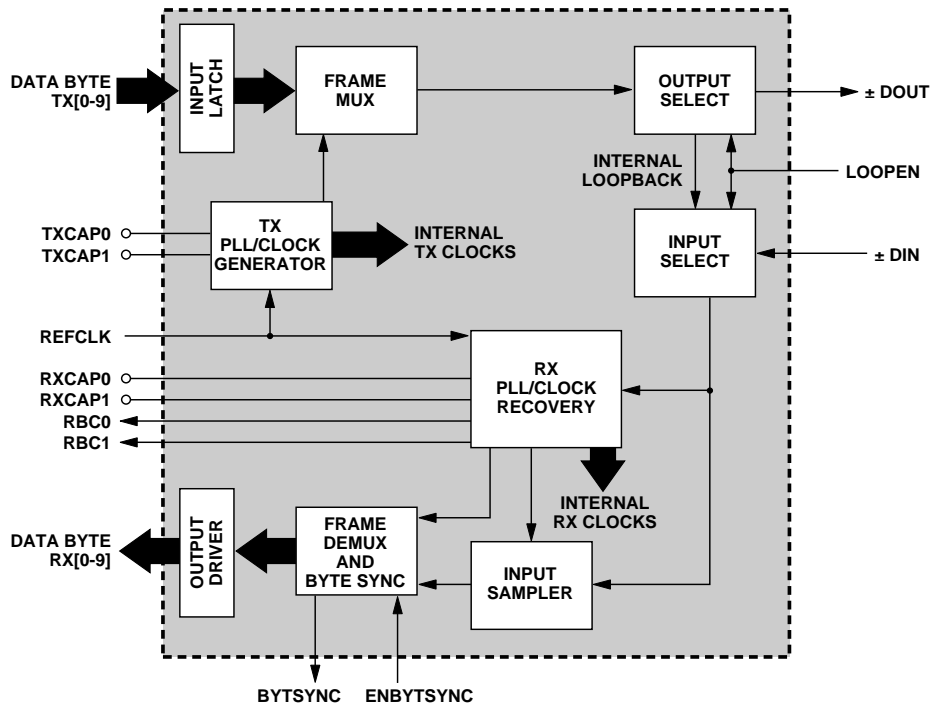 DATA BYTE
TX[0-9]
INPUT
LATCH
FRAME
MUX
OUTPUT
SELECT
± DOUT
INTERNAL
LOOPBACK
LOOPEN
TXCAP0
TXCAP1
TX
PLL/CLOCK
GENERATOR
INTERNAL
TX CLOCKS
INPUT
SELECT
± DIN
REFCLK
RXCAP0
RXCAP1
RBC0
RBC1
RX
PLL/CLOCK
RECOVERY
INTERNAL
RX CLOCKS
DATA BYTE
RX[0-9]
OUTPUT
DRIVER
FRAME
DEMUX
AND
BYTE SYNC
INPUT
SAMPLER
BYTSYNC
ENBYTSYNC